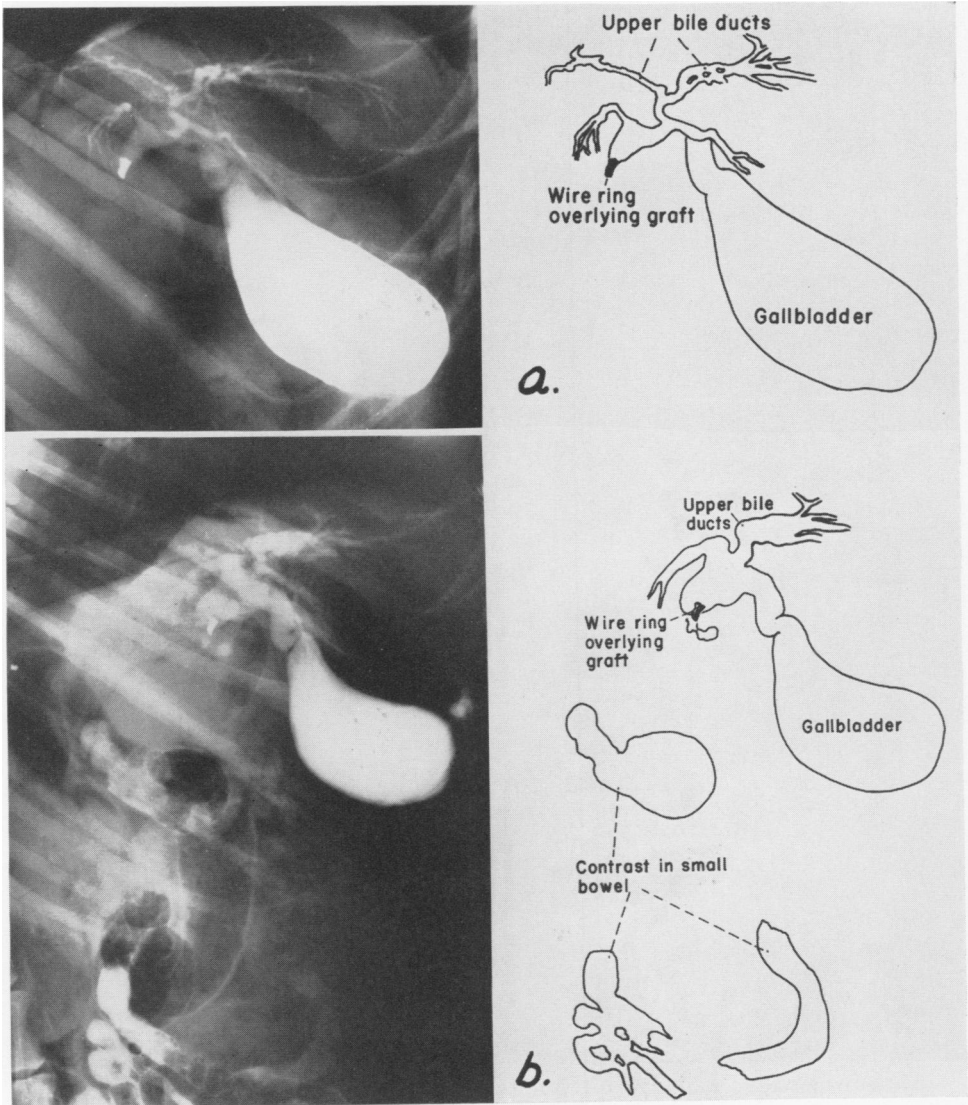 Upper bile ducts
Wire ring
overlying graft
Gallbladder
a.
Upper bile
ducts
Wire ring
overlying
graft
Gallbladder
Contrast in small
bowel
b.